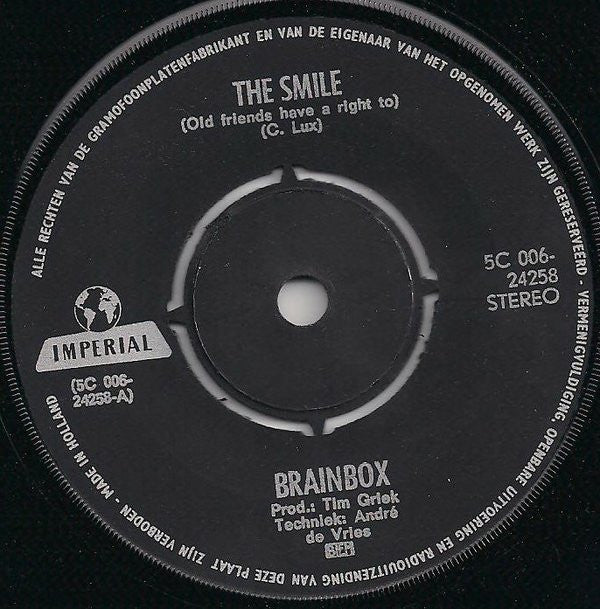 ALLE RECHTEN VAN DE GRAMOFOONPLATENFABRIKANT EN VAN DE EIGENAAR VAN HET OPGENOMEN WERK ZIJN GERESERVEERD - VERMENIGVULDIGING, OPENBARE UITVOERING EN RADIOUITZENDING VAN DEZE PLAAT ZIJN VERBODEN - MADE IN HOLLAND
THE SMILE
(Old friends have a right to)
(C. Lux)
5C 006-
24258
STEREO
IMPERIAL
(5C 006-
24258-A)
BRAINBOX
Prod.: Tim Griek
Techniek: André
de Vries